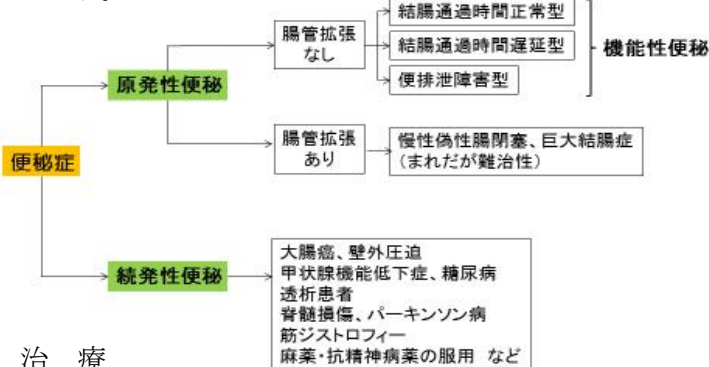 結腸通過時間正常型
腸管拡張
なし
結腸通過時間遅延型
機能性便秘
便排泄障害型
原発性便秘
腸管拡張
あり
慢性偽性腸閉塞、巨大結腸症
(まれだが難治性)
便秘症
続発性便秘
大腸癌、壁外圧迫
甲状腺機能低下症、糖尿病
透析患者
脊髄損傷、パーキンソン病
筋ジストロフィー
麻薬・抗精神病薬の服用 など
治 療